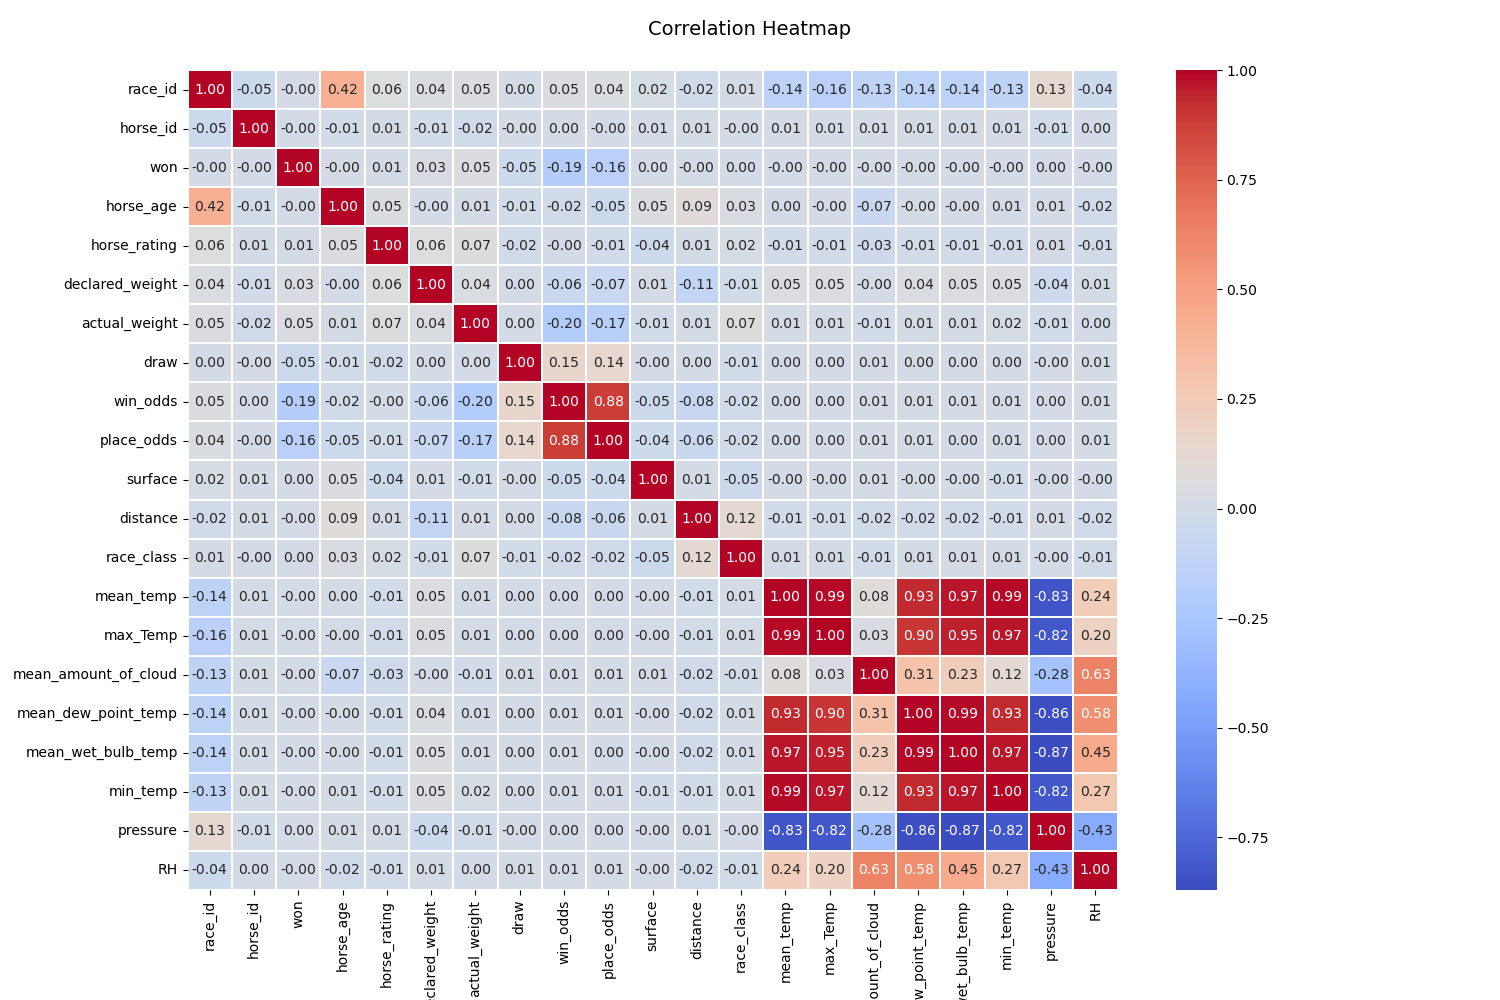 Correlation Heatmap
race_id 1.00 -0.05 -0.00 0.42 0.06 0.04 0.05 0.00 0.05 0.04 0.02 -0.02 0.01 -0.14 -0.16 -0.13 -0.14 -0.14 -0.13 0.13 -0.04
horse_id -0.05 1.00 -0.00 -0.01 0.01 -0.01 -0.02 -0.00 0.00 -0.00 0.01 0.01 -0.00 0.01 0.01 0.01 0.01 0.01 0.01 -0.01 0.00
won -0.00 -0.00 1.00 -0.00 0.01 0.03 0.05 -0.05 -0.19 -0.16 0.00 -0.00 0.00 -0.00 -0.00 -0.00 -0.00 -0.00 -0.00 0.00 -0.00
horse_age 0.42 -0.01 -0.00 1.00 0.05 -0.00 0.01 -0.01 -0.02 -0.05 0.05 0.09 0.03 0.00 -0.00 -0.07 -0.00 -0.00 0.01 0.01 -0.02
horse_rating 0.06 0.01 0.01 0.05 1.00 0.06 0.07 -0.02 -0.00 -0.01 -0.04 0.01 0.02 -0.01 -0.01 -0.03 -0.01 -0.01 -0.01 0.01 -0.01
declared_weight 0.04 -0.01 0.03 -0.00 0.06 1.00 0.04 0.00 -0.06 -0.07 0.01 -0.11 -0.01 0.05 0.05 -0.00 0.04 0.05 0.05 -0.04 0.01
actual_weight 0.05 -0.02 0.05 0.01 0.07 0.04 1.00 0.00 -0.20 -0.17 -0.01 0.01 0.07 0.01 0.01 -0.01 0.01 0.01 0.02 -0.01 0.00
draw 0.00 -0.00 -0.05 -0.01 -0.02 0.00 0.00 1.00 0.15 0.14 -0.00 0.00 -0.01 0.00 0.00 0.01 0.00 0.00 0.00 -0.00 0.01
win_odds 0.05 0.00 -0.19 -0.02 -0.00 -0.06 -0.20 0.15 1.00 0.88 -0.05 -0.08 -0.02 0.00 0.00 0.01 0.01 0.01 0.01 0.00 0.01
place_odds 0.04 -0.00 -0.16 -0.05 -0.01 -0.07 -0.17 0.14 0.88 1.00 -0.04 -0.06 -0.02 0.00 0.00 0.01 0.01 0.00 0.01 0.00 0.01
surface 0.02 0.01 0.00 0.05 -0.04 0.01 -0.01 -0.00 -0.05 -0.04 1.00 0.01 -0.05 -0.00 -0.00 0.01 -0.00 -0.00 -0.01 -0.00 -0.00
distance -0.02 0.01 -0.00 0.09 0.01 -0.11 0.01 0.00 -0.08 -0.06 0.01 1.00 0.12 -0.01 -0.01 -0.02 -0.02 -0.02 -0.01 0.01 -0.02
race_class 0.01 -0.00 0.00 0.03 0.02 -0.01 0.07 -0.01 -0.02 -0.02 -0.05 0.12 1.00 0.01 0.01 -0.01 0.01 0.01 0.01 -0.00 -0.01
mean_temp -0.14 0.01 -0.00 0.00 -0.01 0.05 0.01 0.00 0.00 0.00 -0.00 -0.01 0.01 1.00 0.99 0.08 0.93 0.97 0.99 -0.83 0.24
max_Temp -0.16 0.01 -0.00 -0.00 -0.01 0.05 0.01 0.00 0.00 0.00 -0.00 -0.01 0.01 0.99 1.00 0.03 0.90 0.95 0.97 -0.82 0.20
mean_amount_of_cloud -0.13 0.01 -0.00 -0.07 -0.03 -0.00 -0.01 0.01 0.01 0.01 0.01 -0.02 -0.01 0.08 0.03 1.00 0.31 0.23 0.12 -0.28 0.63
mean_dew_point_temp -0.14 0.01 -0.00 -0.00 -0.01 0.04 0.01 0.00 0.01 0.01 -0.00 -0.02 0.01 0.93 0.90 0.31 1.00 0.99 0.93 -0.86 0.58
mean_wet_bulb_temp -0.14 0.01 -0.00 -0.00 -0.01 0.05 0.01 0.00 0.01 0.00 -0.00 -0.02 0.01 0.97 0.95 0.23 0.99 1.00 0.97 -0.87 0.45
min_temp -0.13 0.01 -0.00 0.01 -0.01 0.05 0.02 0.00 0.01 0.01 -0.01 -0.01 0.01 0.99 0.97 0.12 0.93 0.97 1.00 -0.82 0.27
pressure 0.13 -0.01 0.00 0.01 0.01 -0.04 -0.01 -0.00 0.00 0.00 -0.00 0.01 -0.00 -0.83 -0.82 -0.28 -0.86 -0.87 -0.82 1.00 -0.43
RH -0.04 0.00 -0.00 -0.02 -0.01 0.01 0.00 0.01 0.01 0.01 -0.00 -0.02 -0.01 0.24 0.20 0.63 0.58 0.45 0.27 -0.43 1.00
race_id
horse_id
won
horse_age
horse_rating
clared_weight
actual_weight
draw
win_odds
place_odds
surface
distance
race_class
mean_temp
max_Temp
ount_of_cloud
w_point_temp
wet_bulb_temp
min_temp
pressure
RH
1.00
0.75
0.50
0.25
0.00
−0.25
−0.50
−0.75